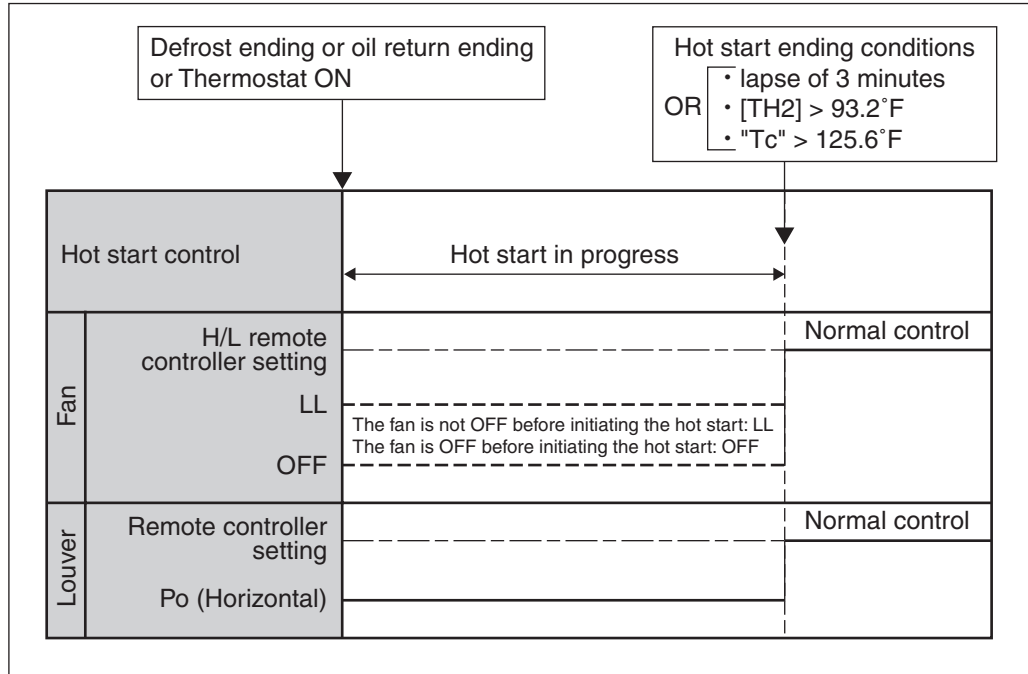 Defrost ending or oil return ending
or Thermostat ON
Hot start ending conditions
OR
・lapse of 3 minutes
・[TH2] > 93.2˚F
・"Tc" > 125.6˚F
Hot start control
Hot start in progress
Fan
H/L remote
controller setting
Normal control
LL
The fan is not OFF before initiating the hot start: LL
The fan is OFF before initiating the hot start: OFF
OFF
Louver
Remote controller
setting
Normal control
Po (Horizontal)